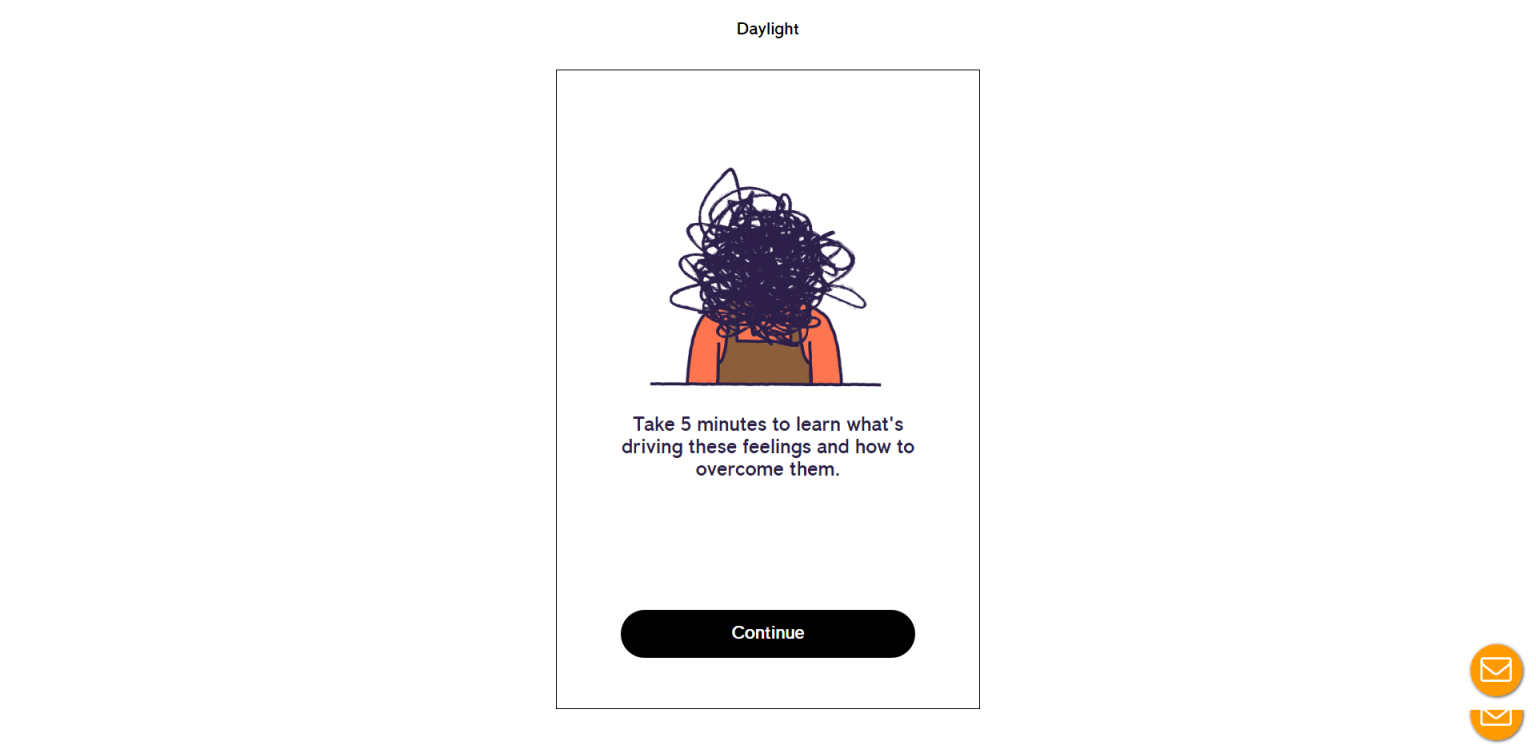 Daylight
Take 5 minutes to learn what's
driving these feelings and how to
overcome them.
Continue